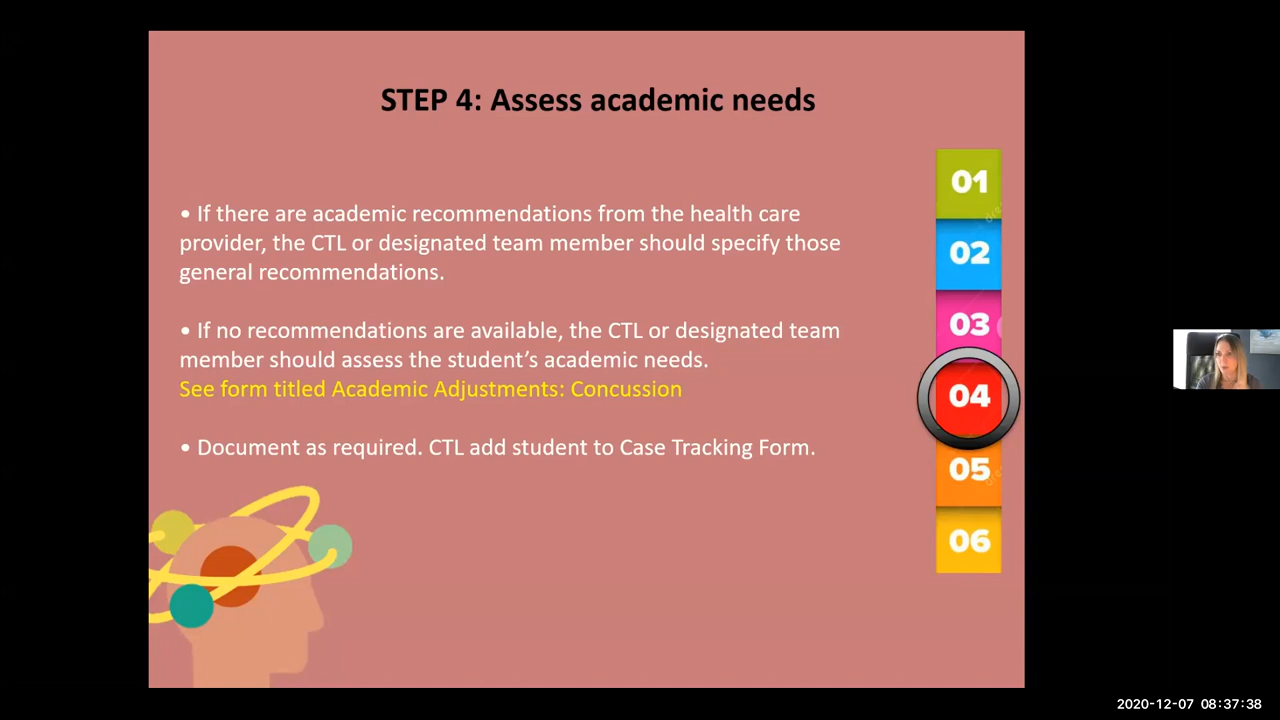 STEP 4: Assess academic needs
• If there are academic recommendations from the health care
provider, the CTL or designated team member should specify those
general recommendations.
• If no recommendations are available, the CTL or designated team
member should assess the student’s academic needs.
See form titled Academic Adjustments: Concussion
• Document as required. CTL add student to Case Tracking Form.
01
02
03
04
05
06
2020-12-07 08:37:38